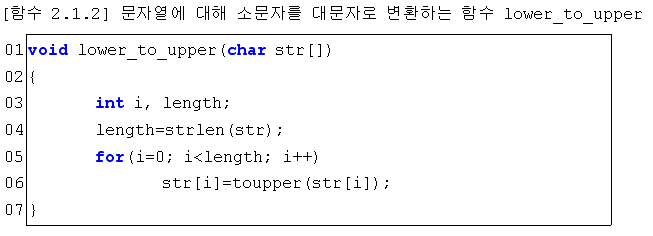 [함수 2.1.2] 문자열에 대해 소문자를 대문자로 변환하는 함수 lower_to_upper
01 void lower_to_upper(char str[])
02 {
03 int i, length;
04 length=strlen(str);
05 for(i=0; i<length; i++)
06 str[i]=toupper(str[i]);
07 }